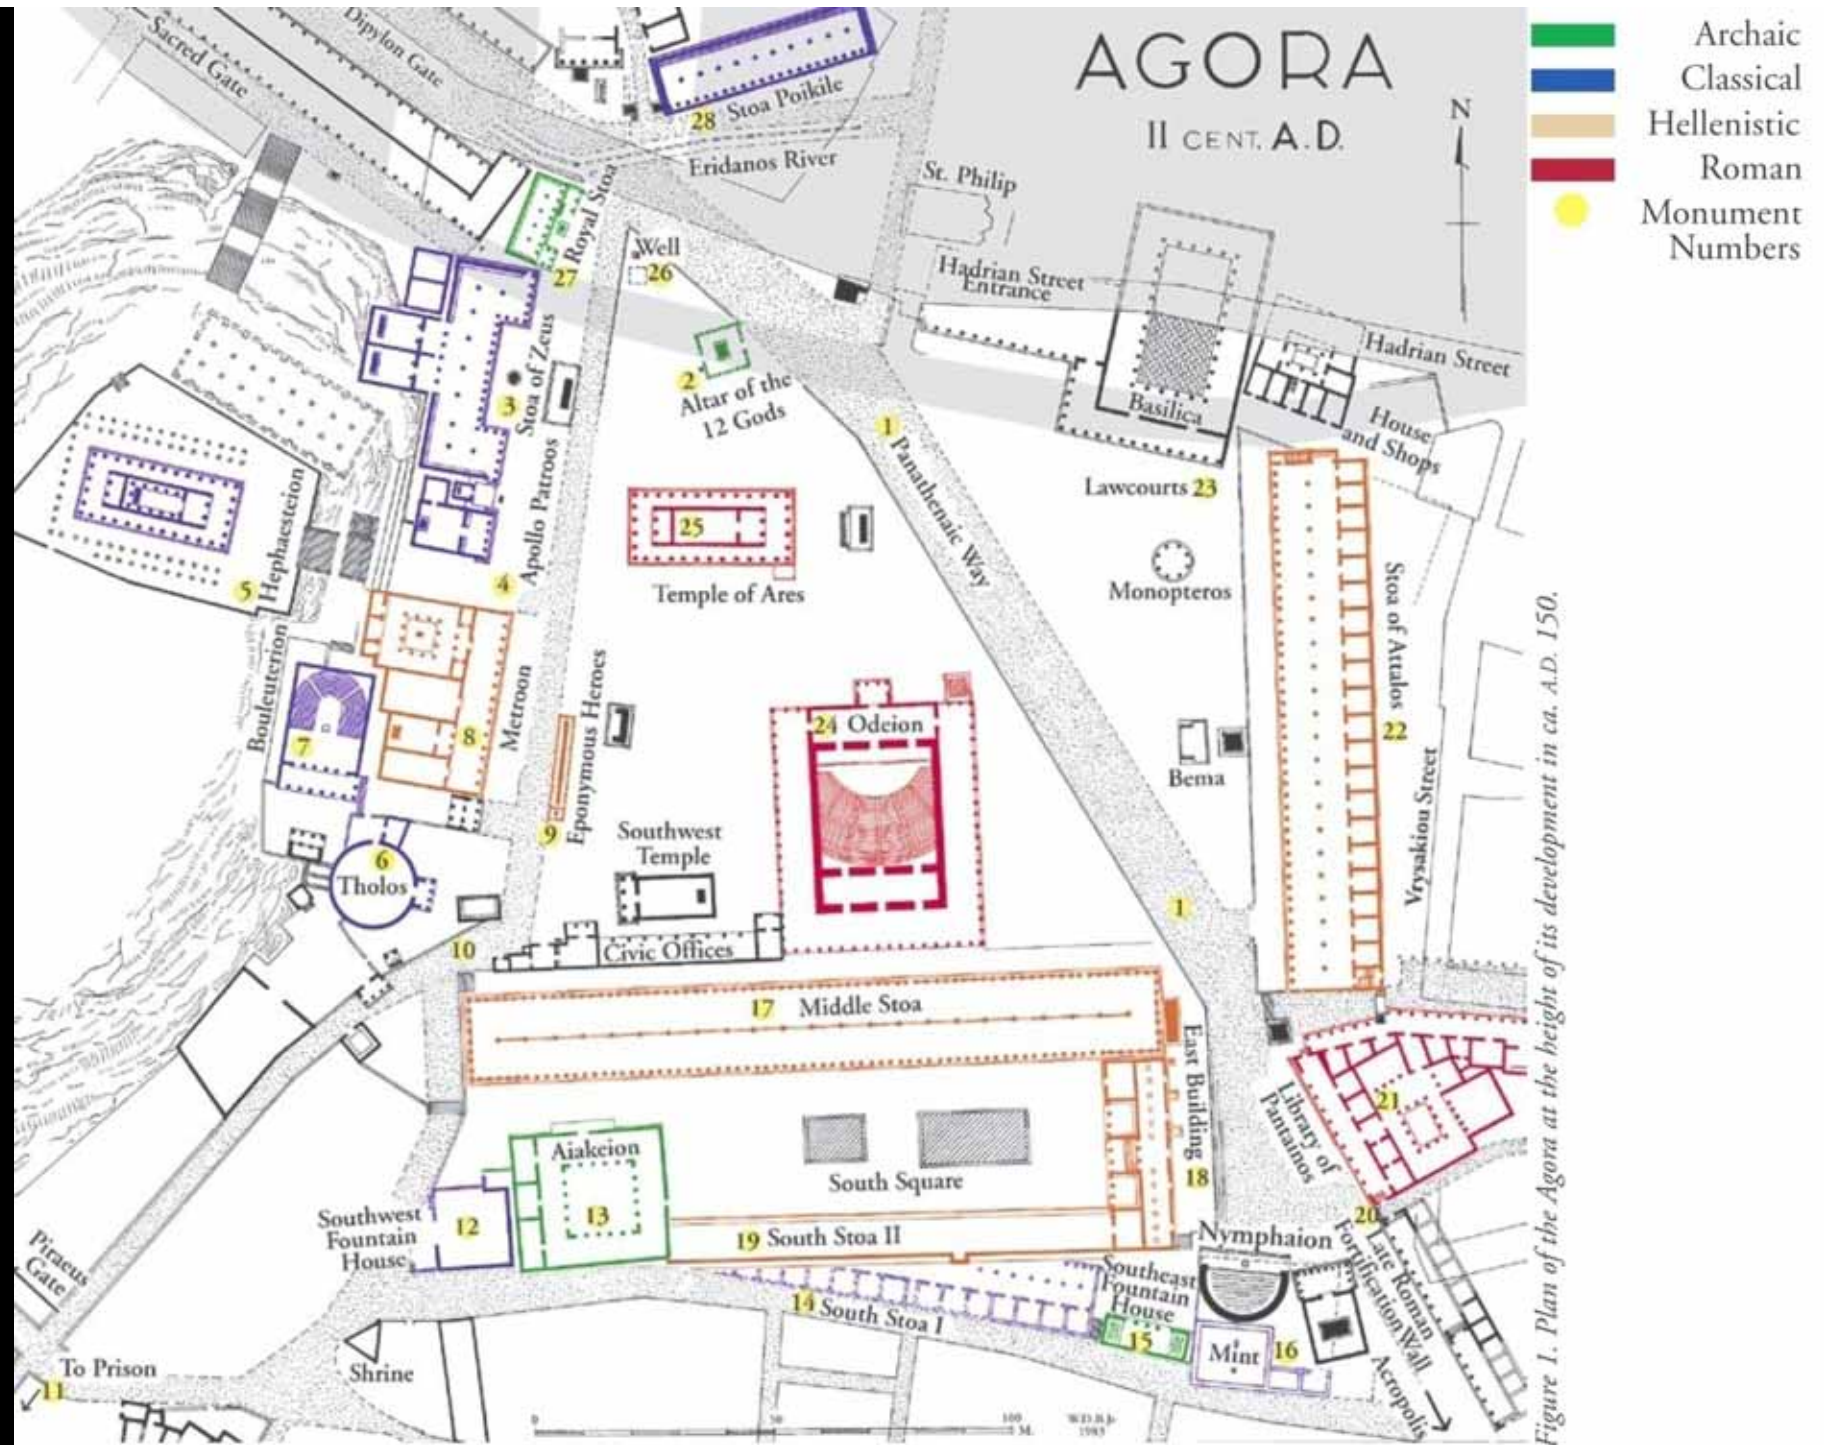 AGORA
II CENT. A.D.
N
Archaic
Classical
Hellenistic
Roman
Monument
Numbers
Sacred Gate
Dipylon Gate
28 Stoa Poikile
Eridanos River
Royal Stoa
27
Well
26
St. Philip
Hadrian Street
Entrance
Hadrian Street
2
Altar of the
12 Gods
3
Stoa of Zeus
1
Panathenaic Way
Basilica
House
and Shops
Lawcourts 23
4
Apollo Patroos
5
Hephaesteion
25
Temple of Ares
Monopteros
Stoa of Attalos
22
Bouleuterion
7
8
Metroon
9
Eponymous Heroes
24 Odeion
Bema
Vrysakiou Street
Southwest
Temple
6
Tholos
10
Civic Offices
1
17 Middle Stoa
East Building
18
21
Library of
Pantainos
Aiakeion
13
South Square
Southwest
Fountain
House
12
19 South Stoa II
Nymphaion
20
Late Roman
Fortification Wall
Piraeus
Gate
14 South Stoa I
Southeast
Fountain
House
15
Mint
16
Acropolis
To Prison
11
Shrine
0 50 100
M.
W.B.D.Jr.
1983
Figure 1. Plan of the Agora at the height of its development in ca. A.D. 150.